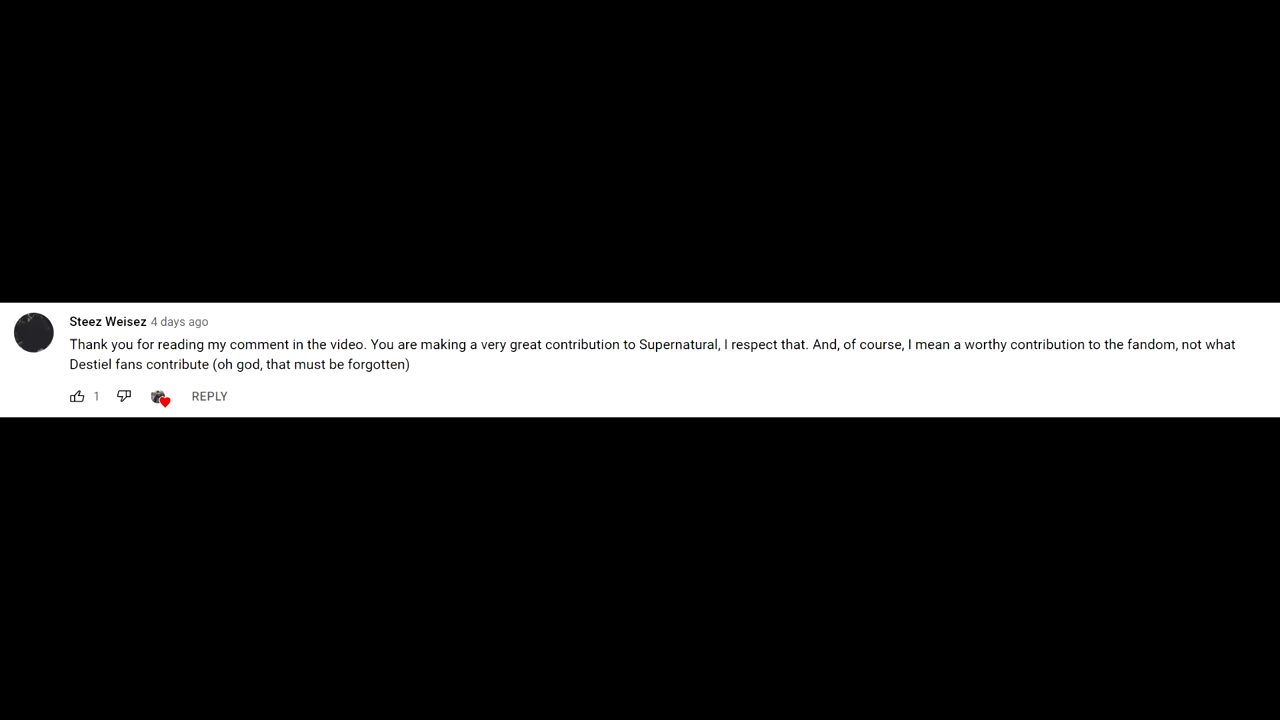 Steez Weisez 4 days ago
Thank you for reading my comment in the video. You are making a very great contribution to Supernatural, I respect that. And, of course, I mean a worthy contribution to the fandom, not what
Destiel fans contribute (oh god, that must be forgotten)
1 REPLY